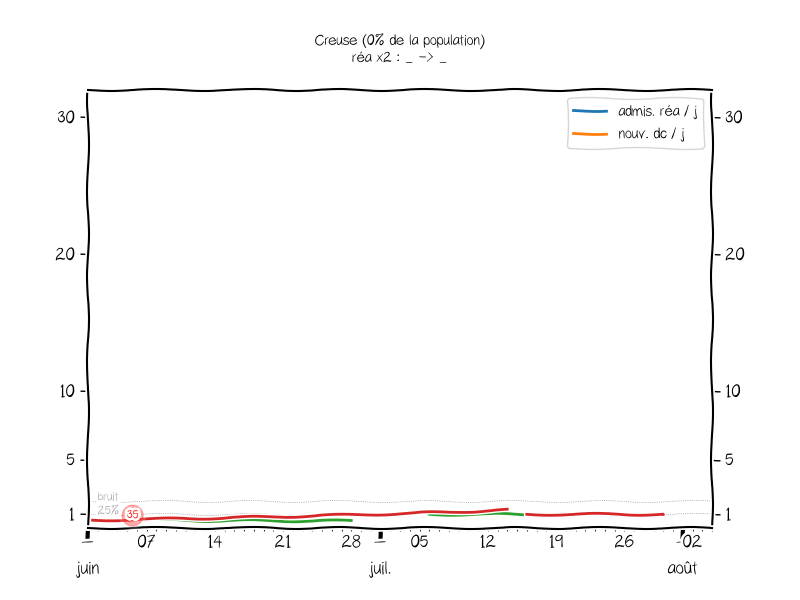 Creuse (0% de la population)
réa x2 : _ -> _
admis. réa / j
nouv. dc / j
30
30
20
20
10
10
5
5
bruit
25%
35
1
1
07
14
21
28
05
12
19
26
02
juin
juil.
août